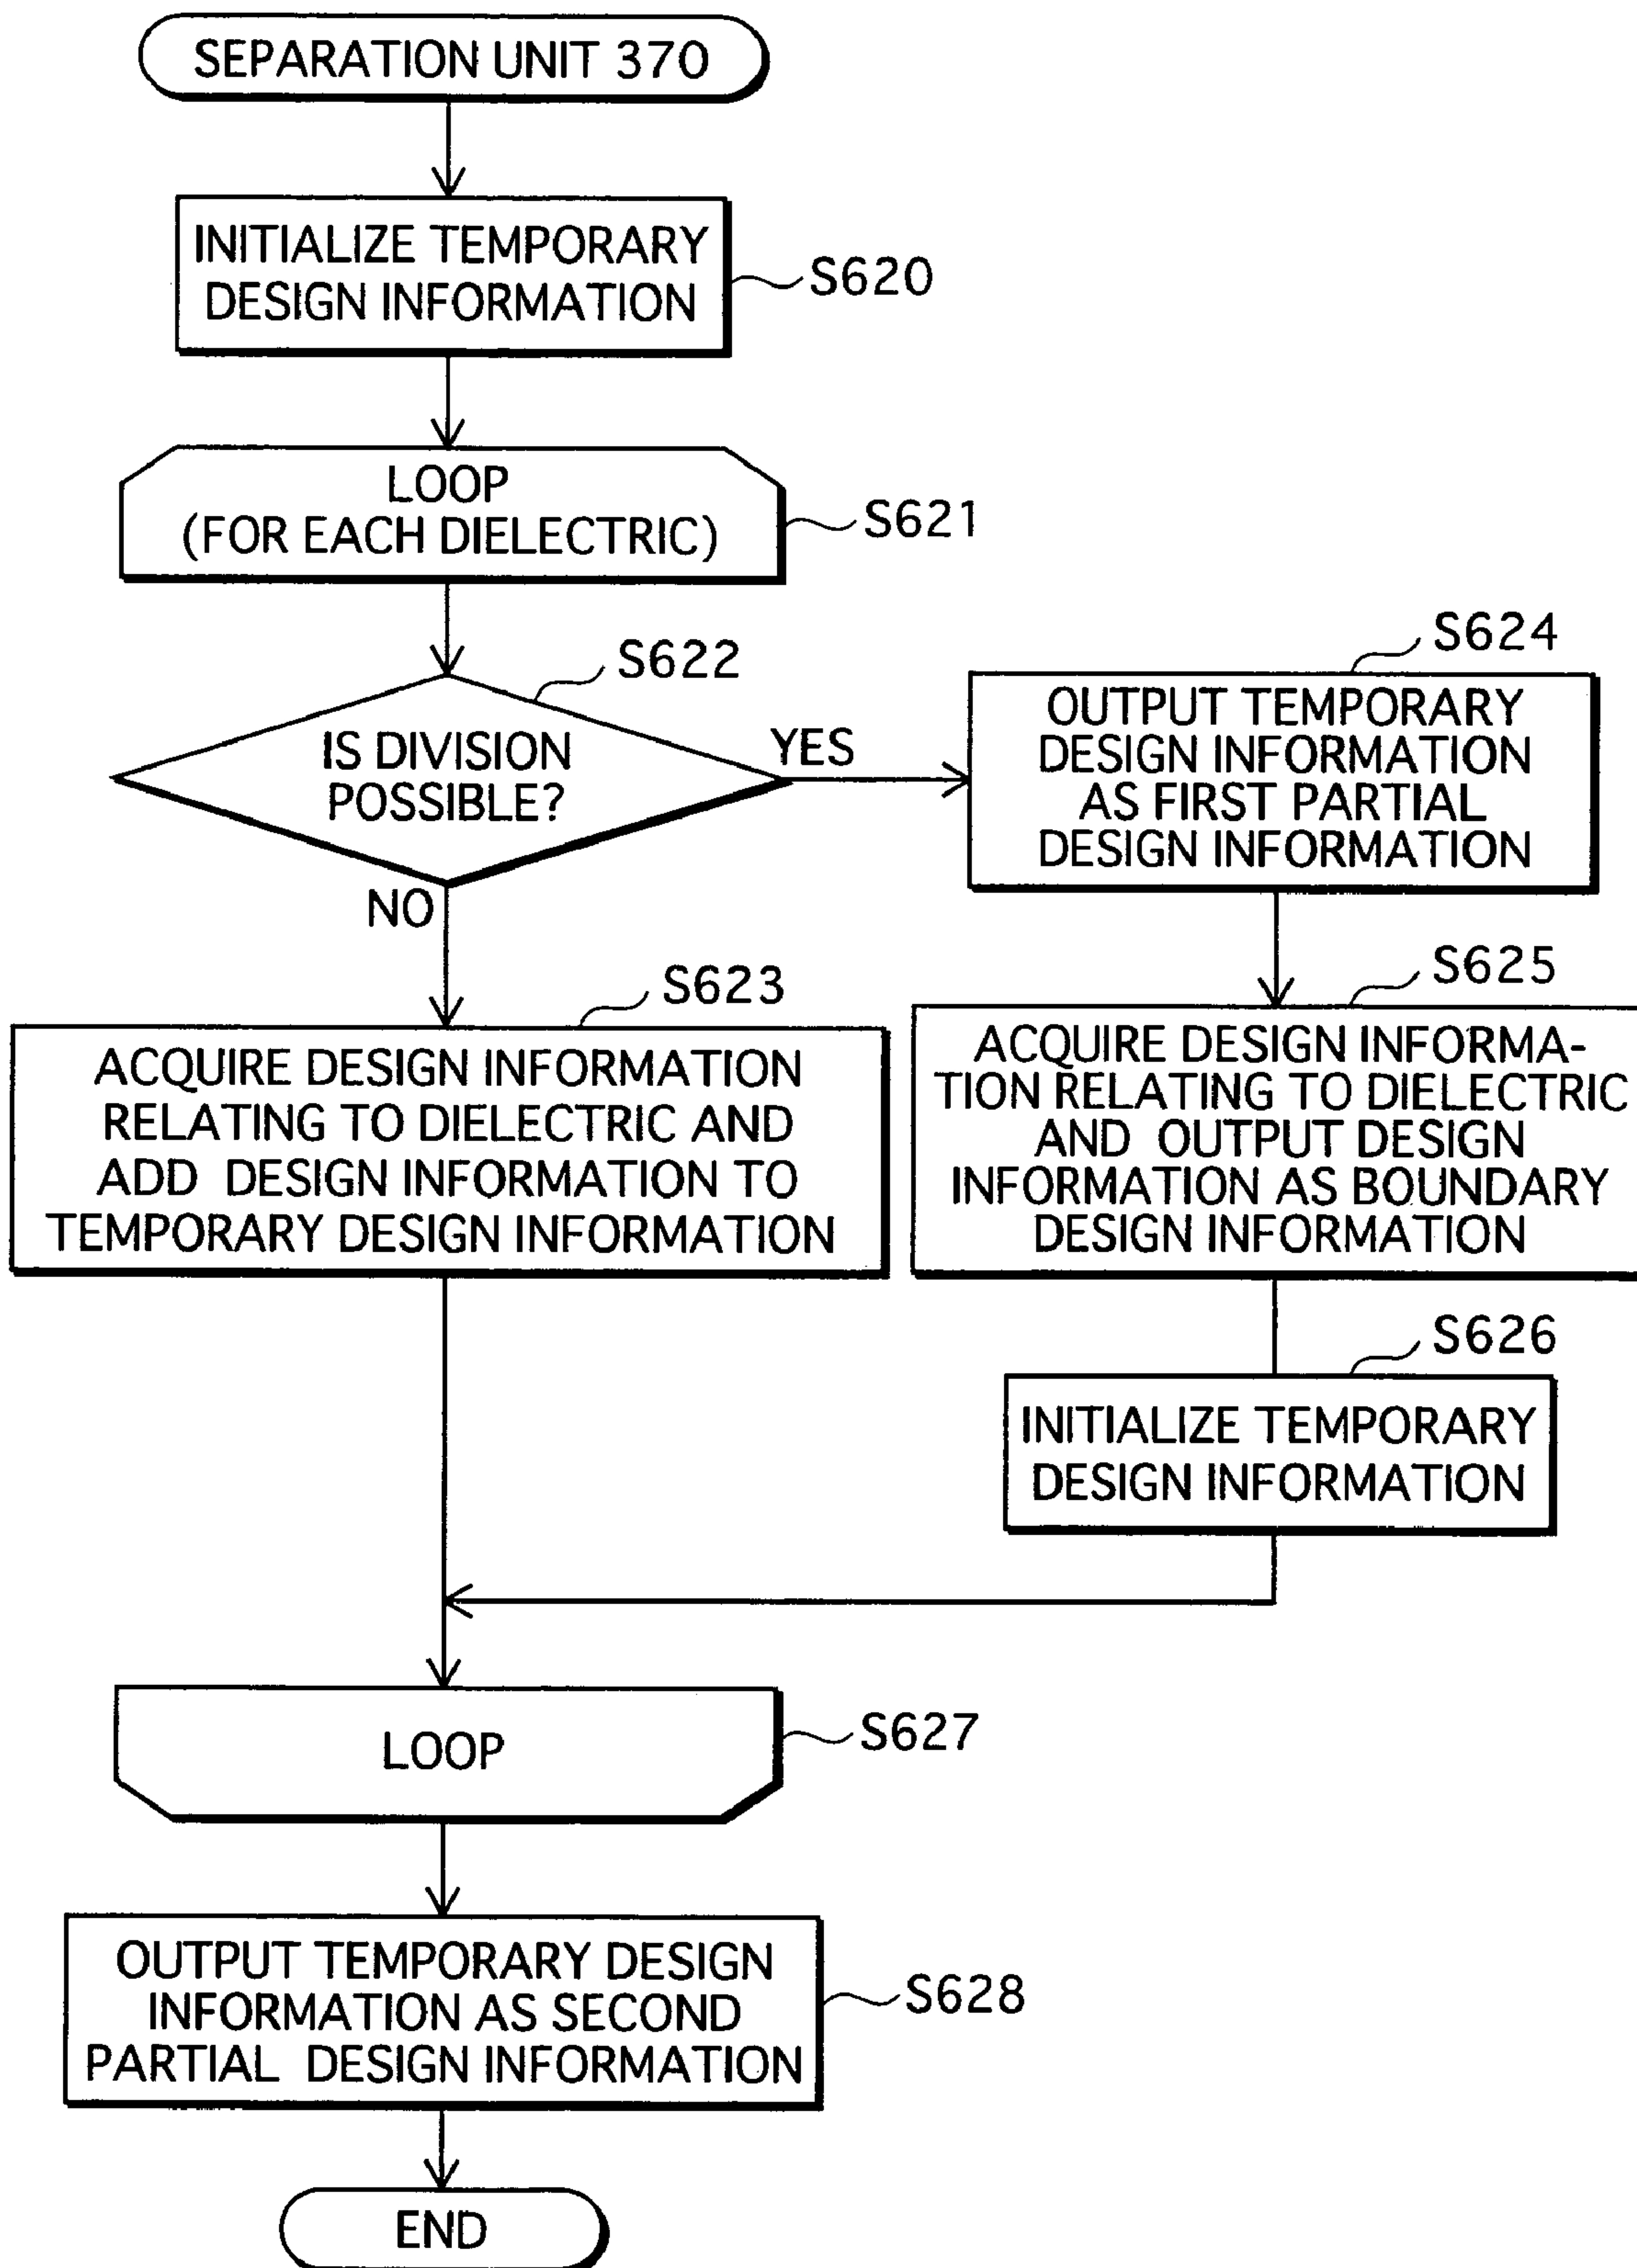 SEPARATION UNIT 370
INITIALIZE TEMPORARY
DESIGN INFORMATION
S620
LOOP
(FOR EACH DIELECTRIC)
S621
S622
IS DIVISION
POSSIBLE?
YES
NO
S624
OUTPUT TEMPORARY
DESIGN INFORMATION
AS FIRST PARTIAL
DESIGN INFORMATION
S623
ACQUIRE DESIGN INFORMATION
RELATING TO DIELECTRIC AND
ADD DESIGN INFORMATION TO
TEMPORARY DESIGN INFORMATION
S625
ACQUIRE DESIGN INFORMA-
TION RELATING TO DIELECTRIC
AND OUTPUT DESIGN
INFORMATION AS BOUNDARY
DESIGN INFORMATION
S626
INITIALIZE TEMPORARY
DESIGN INFORMATION
LOOP
S627
OUTPUT TEMPORARY DESIGN
INFORMATION AS SECOND
PARTIAL DESIGN INFORMATION
S628
END